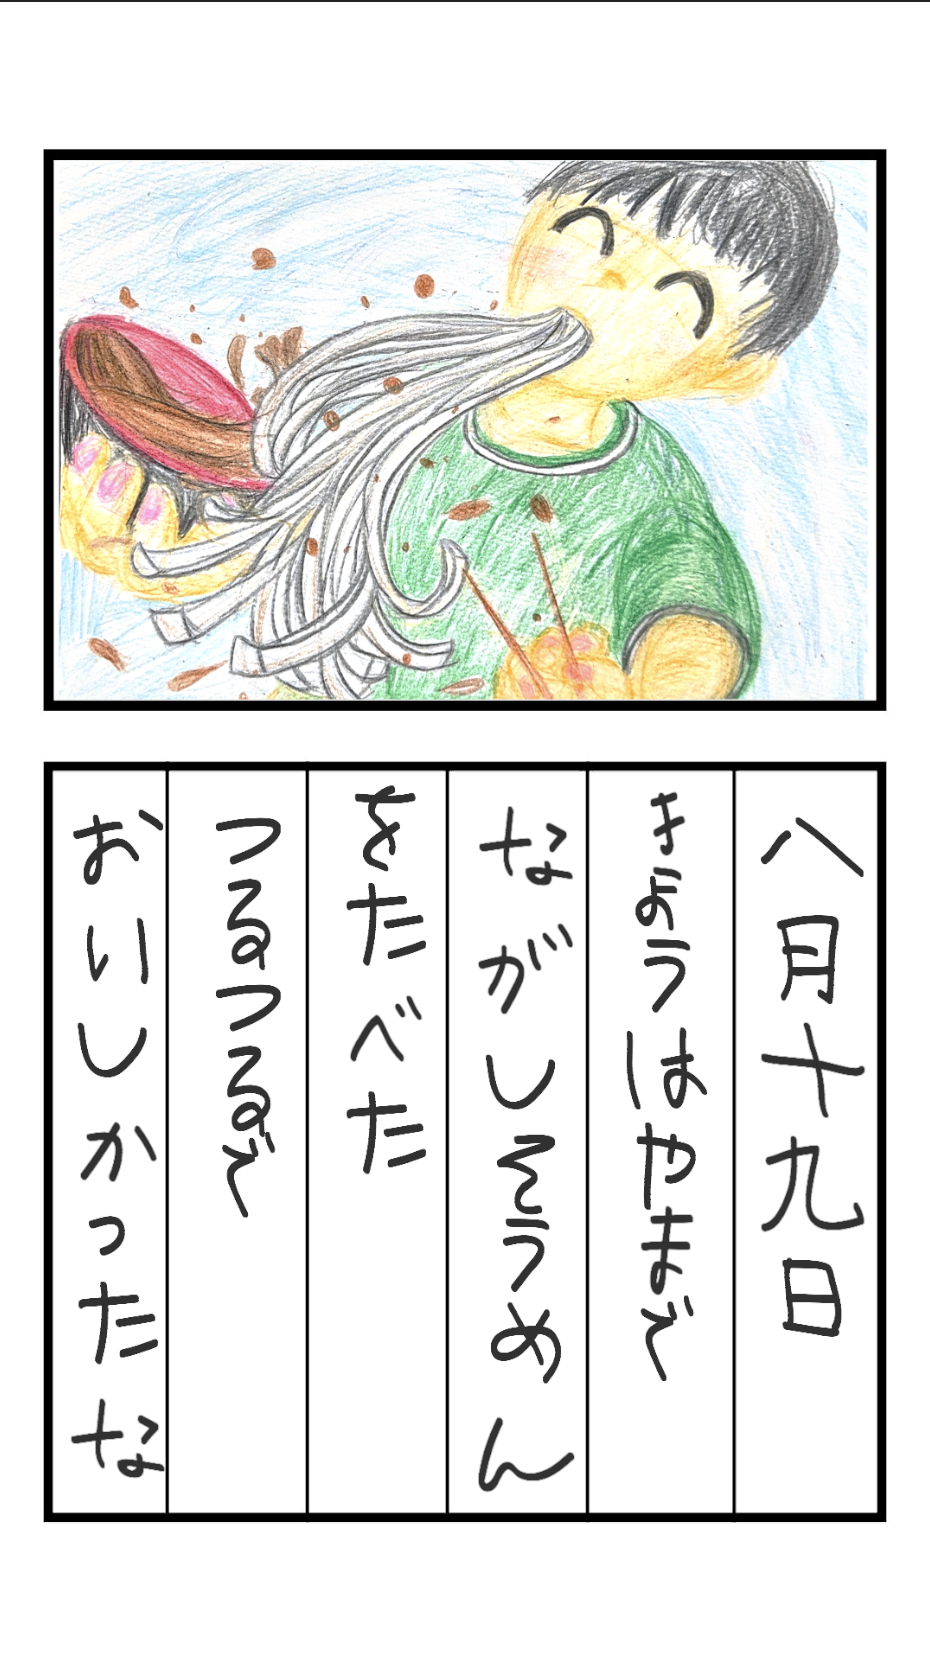 八月十九日
きょうはやまで
ながしそうめん
をたべた
つるつるで
おいしかったな